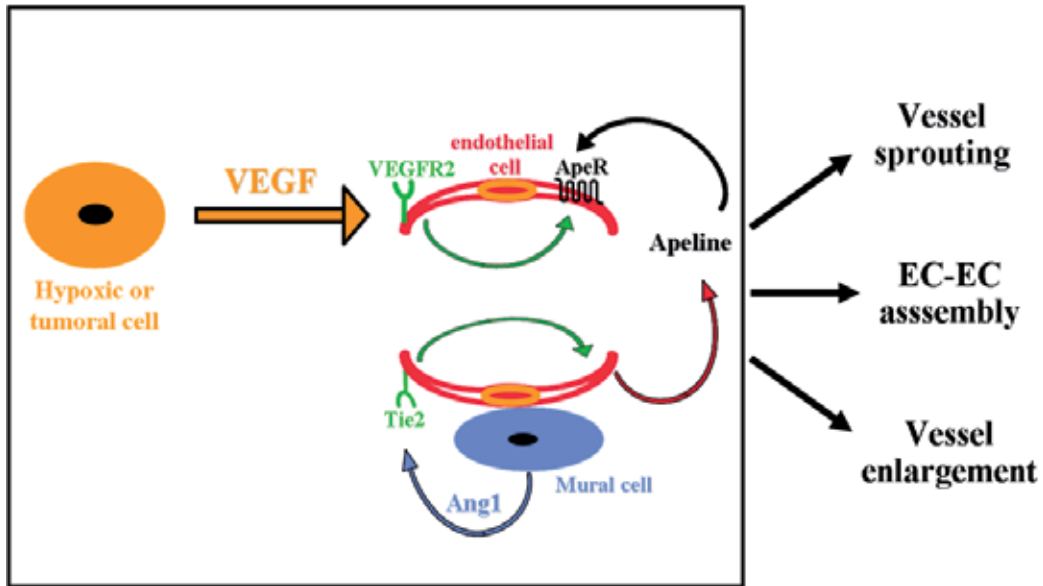 VEGF
Hypoxic or
tumoral cell
VEGFR2
endothelial
cell
ApeR
Apeline
Tie2
Ang1
Mural cell
Vessel
sprouting
EC-EC
asssembly
Vessel
enlargement